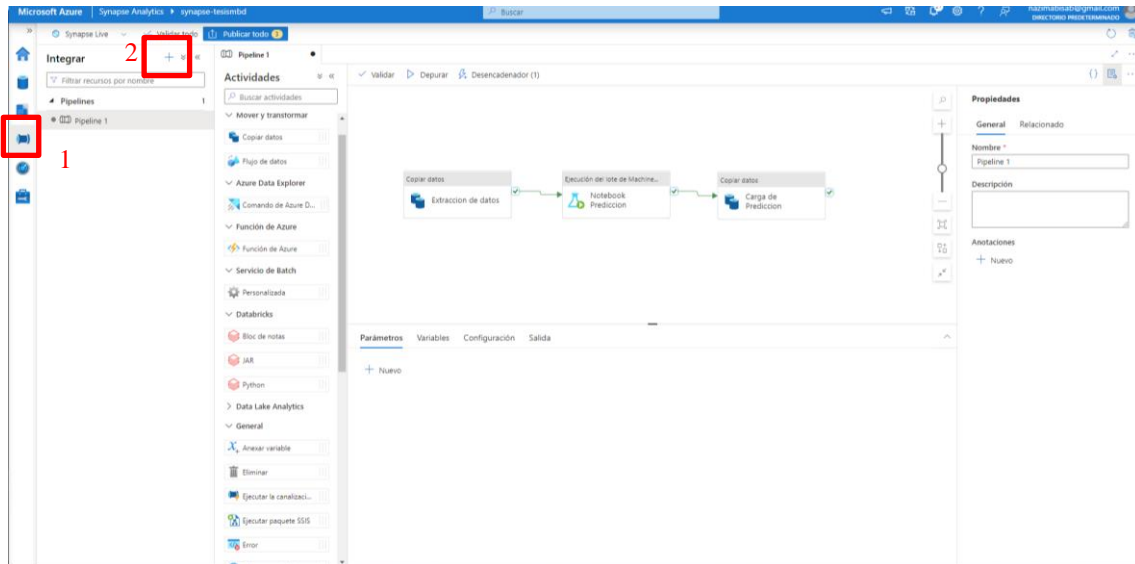 Microsoft Azure
Synapse Analytics
synapse-tesismbd
Buscar
nazimabisabi@gmail.com
DIRECTORIO PREDETERMINADO
Synapse Live
Validar todo
Publicar todo
Integrar
2
Filtrar recursos por nombre
Pipelines
1
Pipeline 1
1
Pipeline 1
Actividades
Buscar actividades
Mover y transformar
Copiar datos
Flujo de datos
Azure Data Explorer
Comando de Azure D...
Función de Azure
Función de Azure
Servicio de Batch
Personalizada
Databricks
Bloc de notas
JAR
Python
Data Lake Analytics
General
Anexar variable
Eliminar
Ejecutar la canalizaci...
Ejecutar paquete SSIS
Error
Validar
Depurar
Desencadenador (1)
Copiar datos
Extraccion de datos
Ejecución del lote de Machine...
Notebook
Prediccion
Copiar datos
Carga de
Prediccion
Parámetros
Variables
Configuración
Salida
Nuevo
Propiedades
General
Relacionado
Nombre *
Pipeline 1
Descripción
Anotaciones
Nuevo